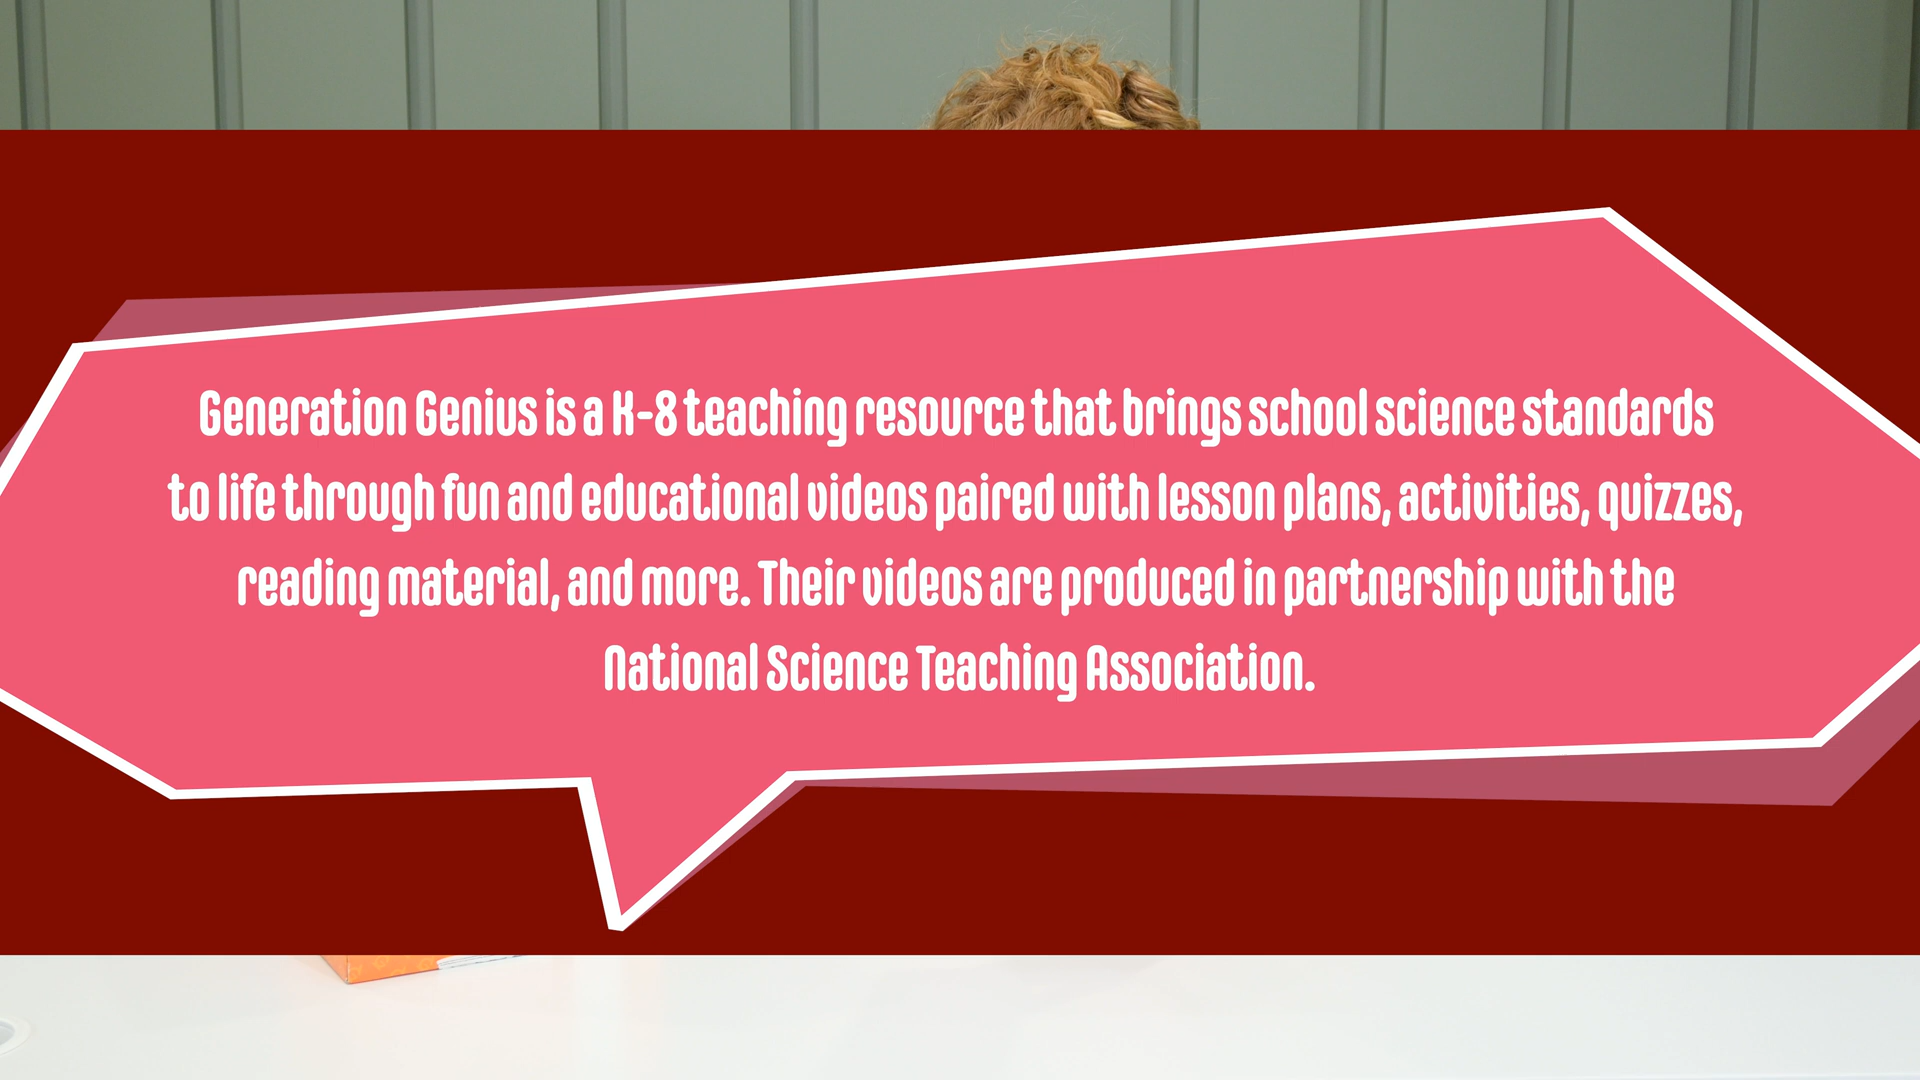 Generation Genius is a K-8 teaching resource that brings school science standards
to life through fun and educational videos paired with lesson plans, activities, quizzes,
reading material, and more. Their videos are produced in partnership with the
National Science Teaching Association.